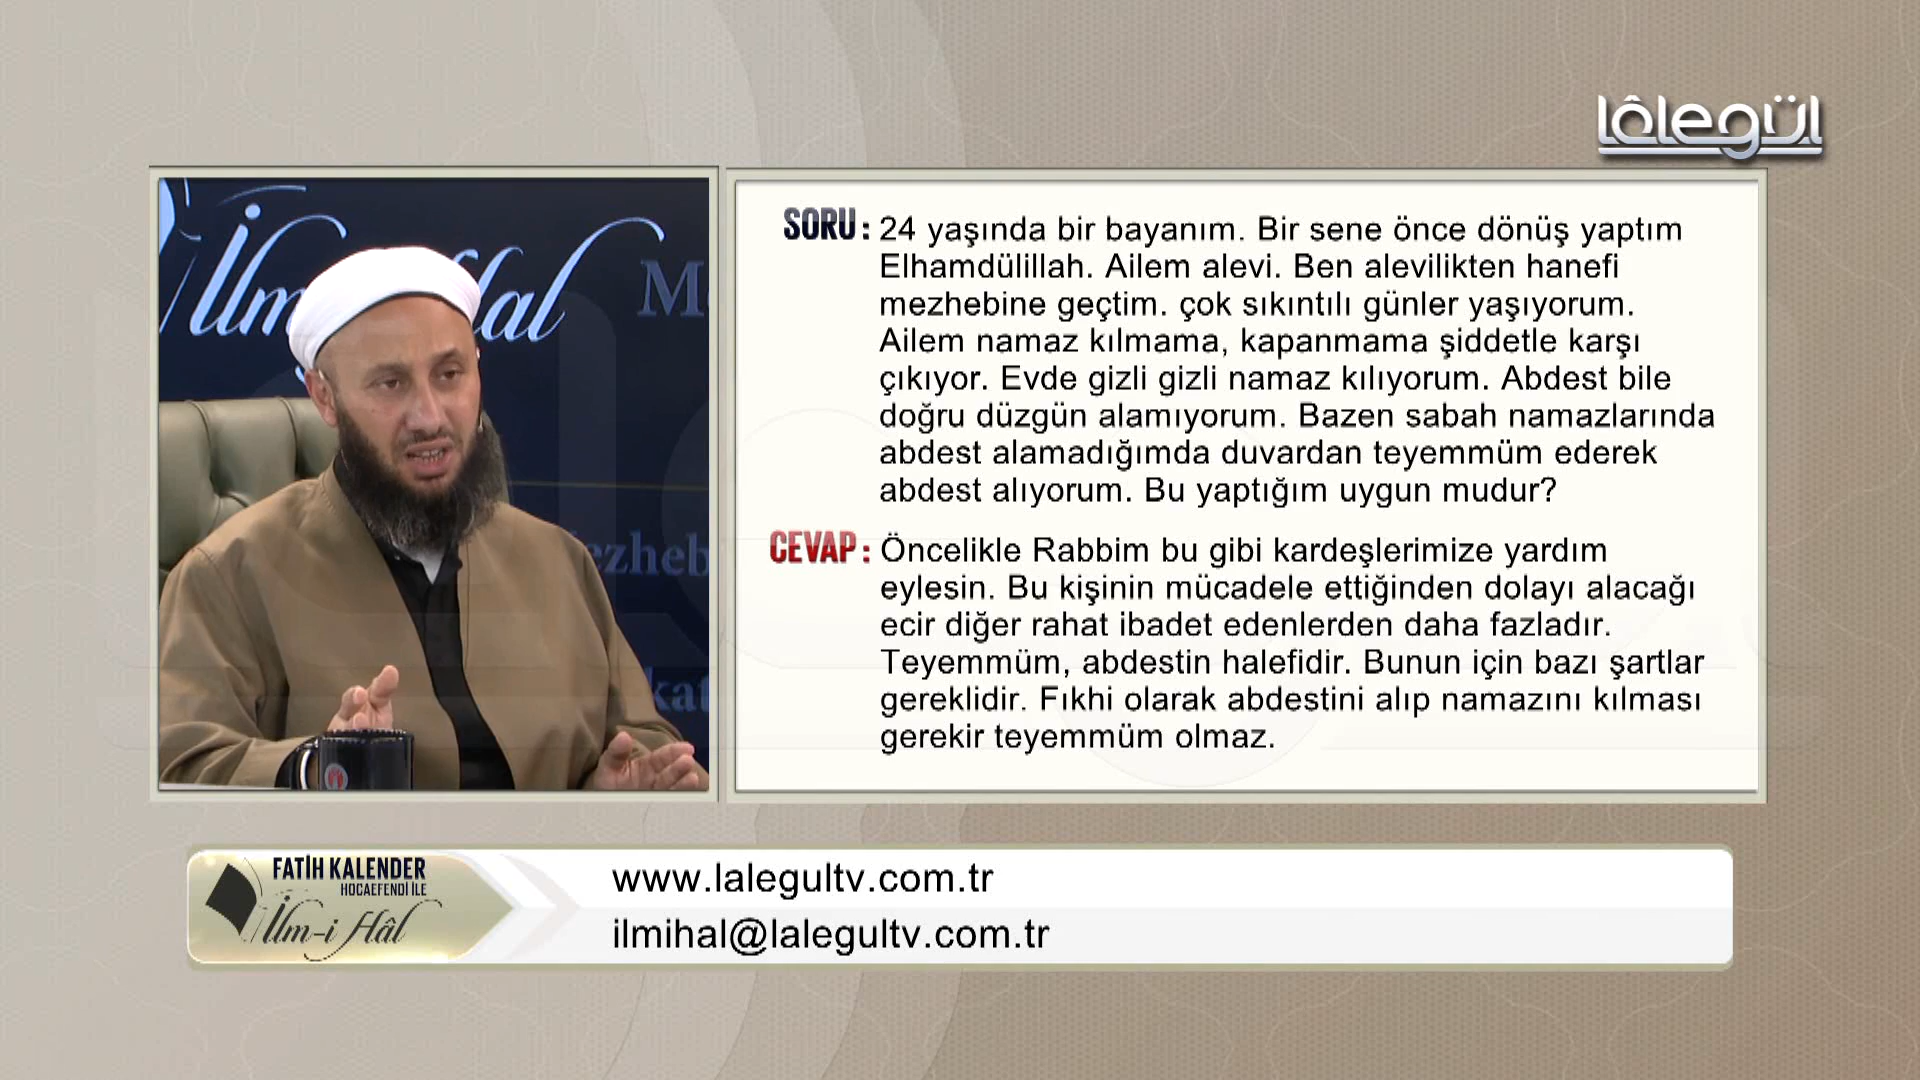 lâlegül
İlm-i Hal
SORU : 24 yaşında bir bayanım. Bir sene önce dönüş yaptım
Elhamdülillah. Ailem alevi. Ben alevilikten hanefi
mezhebine geçtim. çok sıkıntılı günler yaşıyorum.
Ailem namaz kılmama, kapanmama şiddetle karşı
çıkıyor. Evde gizli gizli namaz kılıyorum. Abdest bile
doğru düzgün alamıyorum. Bazen sabah namazlarında
abdest alamadığımda duvardan teyemmüm ederek
abdest alıyorum. Bu yaptığım uygun mudur?
CEVAP : Öncelikle Rabbim bu gibi kardeşlerimize yardım
eylesin. Bu kişinin mücadele ettiğinden dolayı alacağı
ecir diğer rahat ibadet edenlerden daha fazladır.
Teyemmüm, abdestin halefidir. Bunun için bazı şartlar
gereklidir. Fıkhi olarak abdestini alıp namazını kılması
gerekir teyemmüm olmaz.
FATİH KALENDER
HOCAEFENDİ İLE
İlm-i Hâl
www.lalegultv.com.tr
ilmihal@lalegultv.com.tr